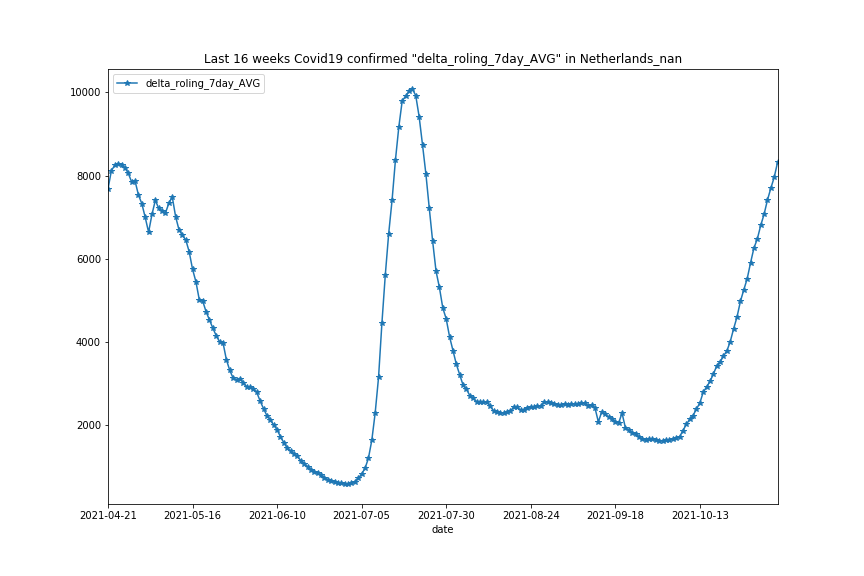 Last 16 weeks Covid19 confirmed "delta_roling_7day_AVG" in Netherlands_nan
delta_roling_7day_AVG
10000
8000
6000
4000
2000
2021-04-21 2021-05-16 2021-06-10 2021-07-05 2021-07-30 2021-08-24 2021-09-18 2021-10-13
date